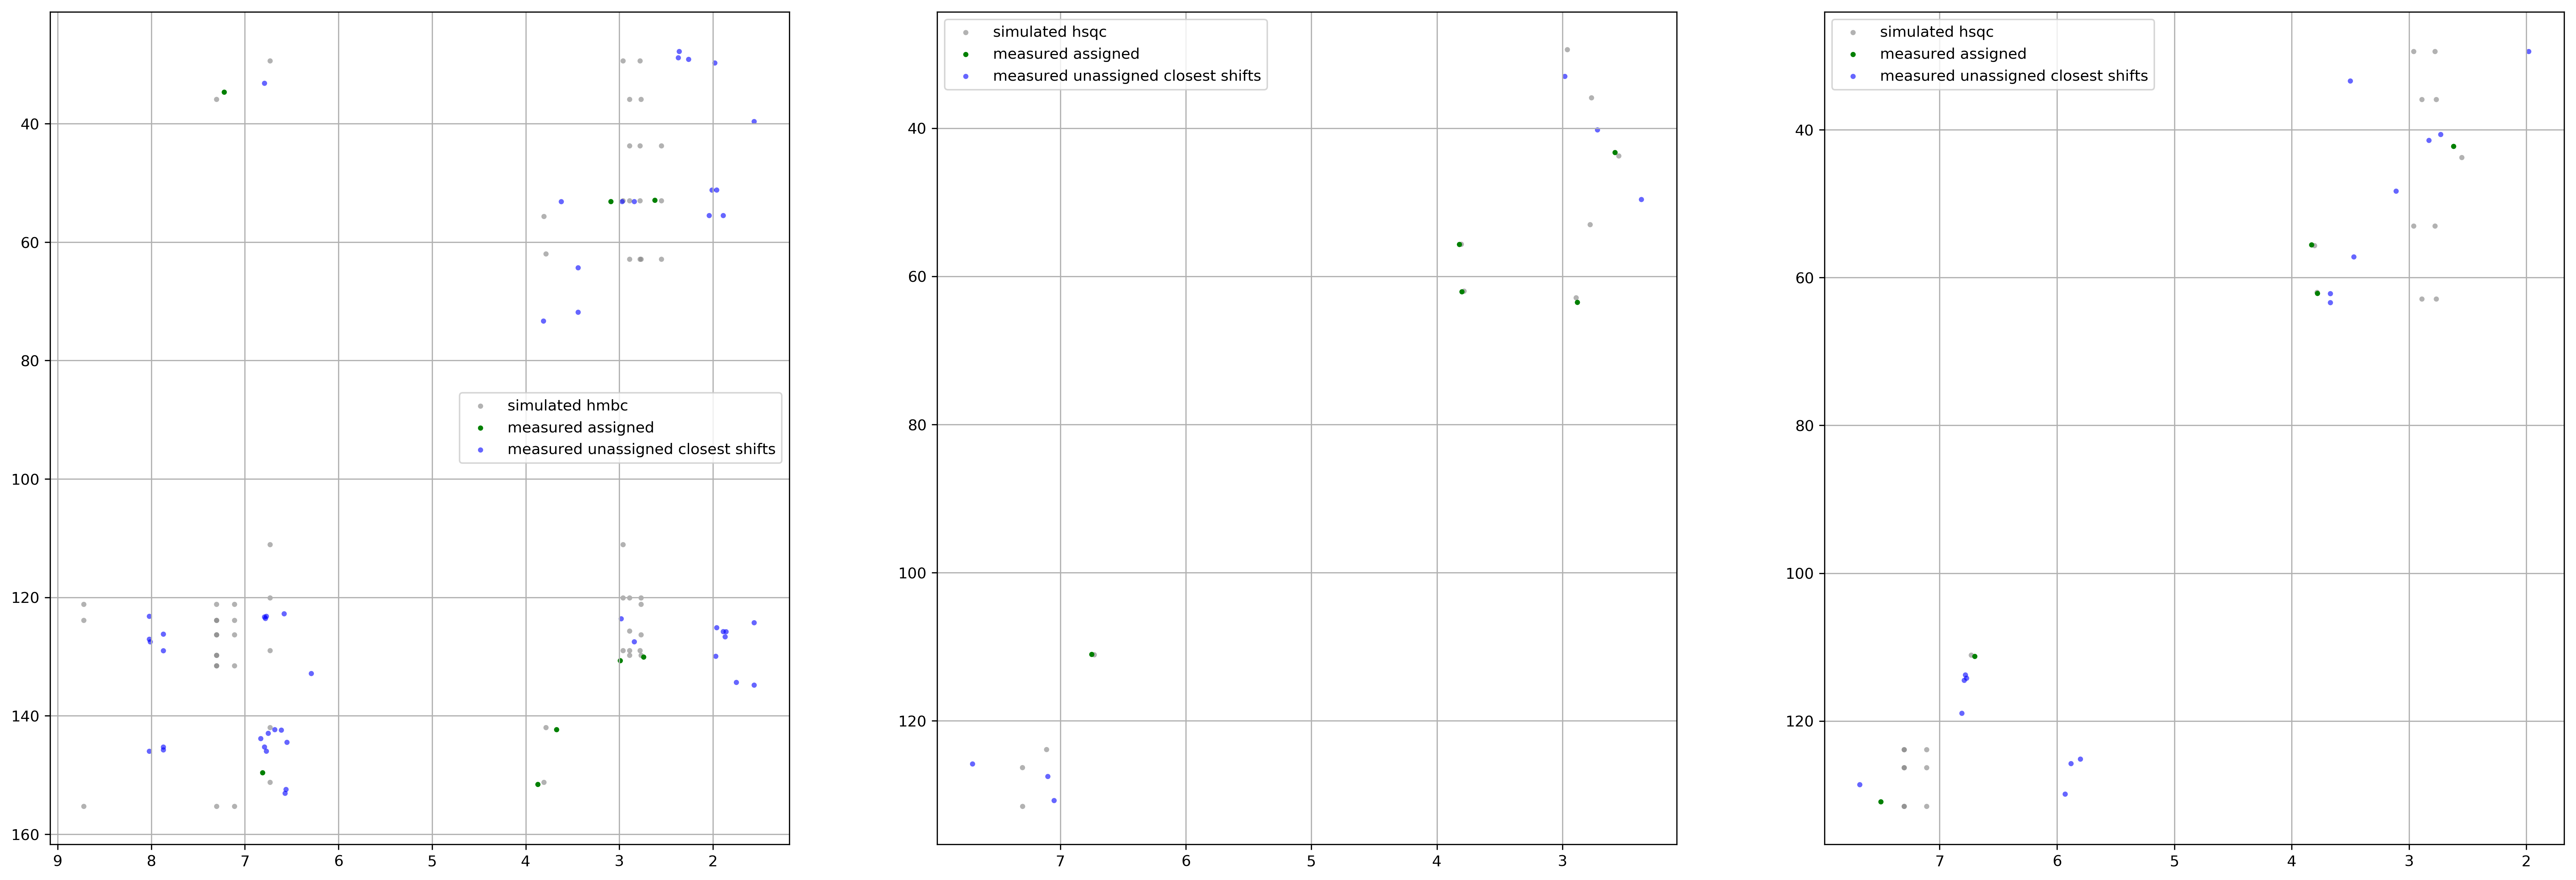 40
60
80
100
120
140
160
9 8 7 6 5 4 3 2
simulated hmbc
measured assigned
measured unassigned closest shifts
simulated hsqc
measured assigned
measured unassigned closest shifts
40
60
80
100
120
7 6 5 4 3
simulated hsqc
measured assigned
measured unassigned closest shifts
40
60
80
100
120
7 6 5 4 3 2